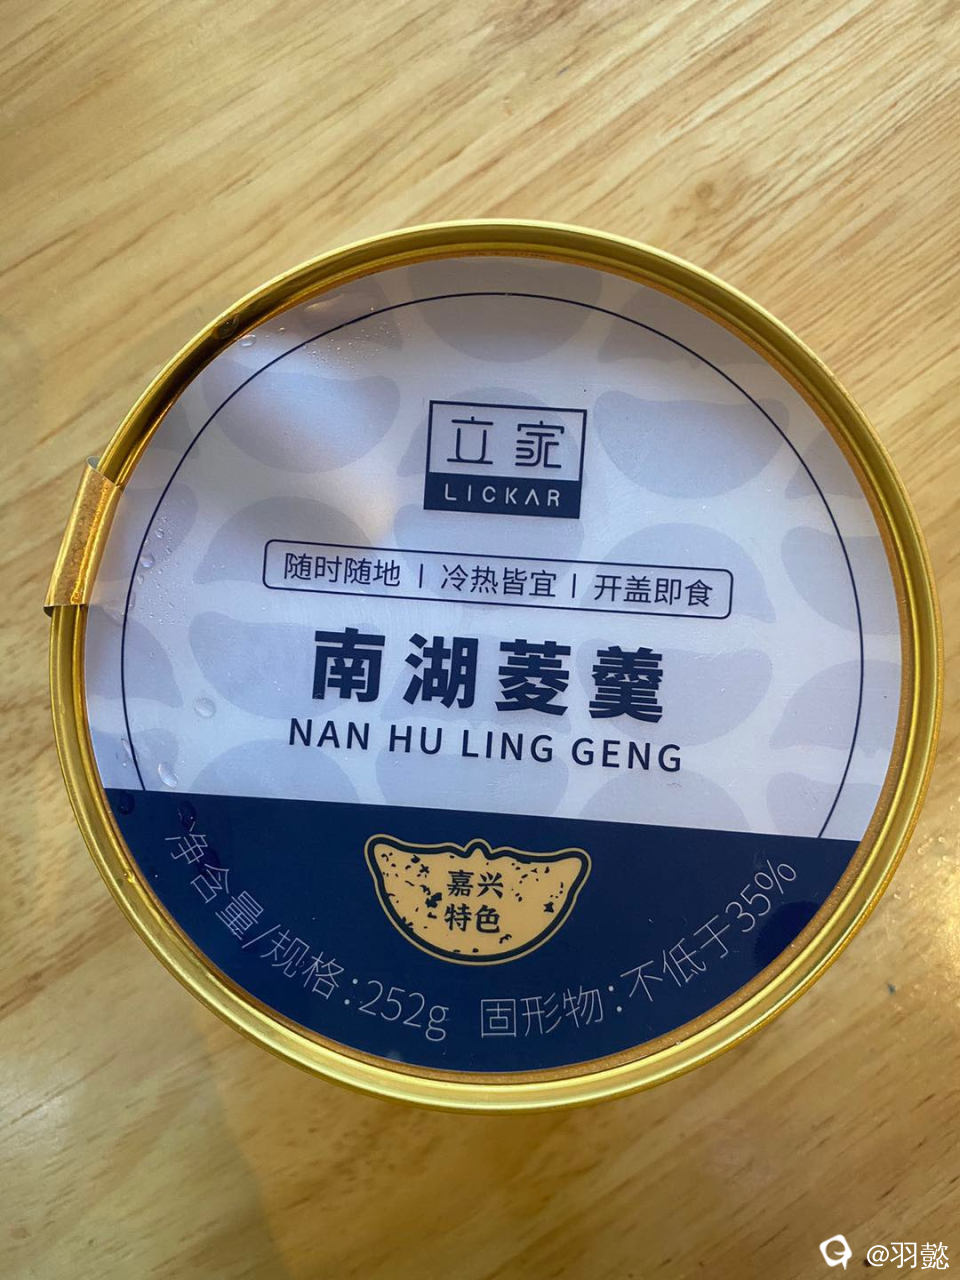 立家
LICKAR
随时随地 | 冷热皆宜 | 开盖即食
南湖菱羹
NAN HU LING GENG
嘉兴
特色
净含量/规格:252g 固形物:不低于35%
@羽懿